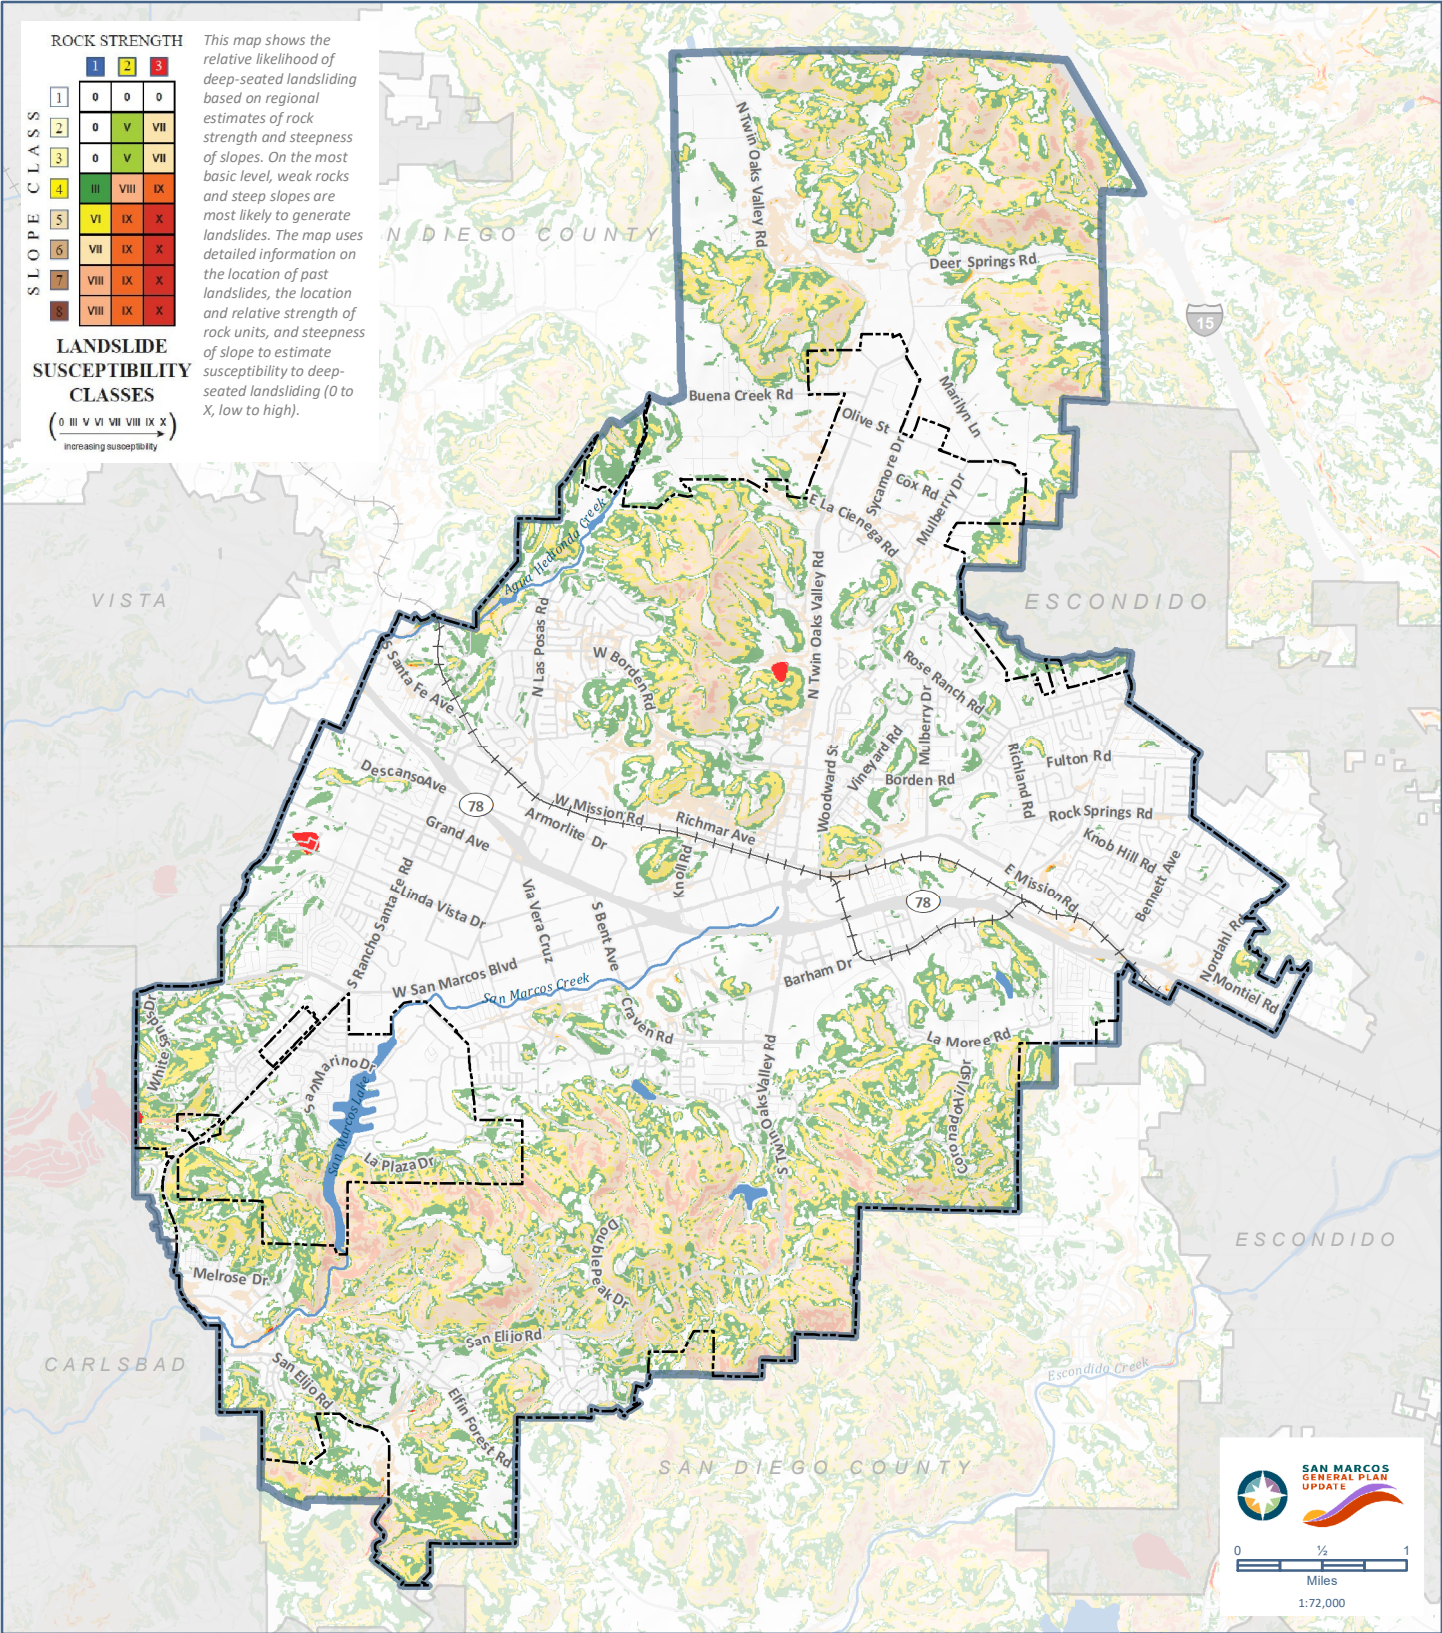 ROCK STRENGTH
1 2 3
SLOPE CLASS
1 0 0 0
2 0 V VII
3 0 V VII
4 III VIII IX
5 VI IX X
6 VII IX X
7 VIII IX X
8 VIII IX X
LANDSLIDE
SUSCEPTIBILITY
CLASSES
(0 III V VI VII VIII IX X)
increasing susceptibility
This map shows the
relative likelihood of
deep-seated landsliding
based on regional
estimates of rock
strength and steepness
of slopes. On the most
basic level, weak rocks
and steep slopes are
most likely to generate
landslides. The map uses
detailed information on
the location of past
landslides, the location
and relative strength of
rock units, and steepness
of slope to estimate
susceptibility to deep-
seated landsliding (0 to
X, low to high).
N DIEGO COUNTY
N Twin Oaks Valley Rd
Deer Springs Rd
15
Buena Creek Rd
Marilyn Ln
Olive St
Sycamore Dr
Cox Rd
Mulberry Dr
E La Cienega Rd
Agua Hedionda Creek
VISTA
ESCONDIDO
N Las Posas Rd
N Twin Oaks Valley Rd
S Santa Fe Ave
W Borden Rd
Rose Ranch Rd
Mulberry Dr
Vineyard Rd
Woodward St
Borden Rd
Richland Rd
Fulton Rd
Descanso Ave
78
W Mission Rd
Richmar Ave
Armorlite Dr
Grand Ave
Rock Springs Rd
Knob Hill Rd
Bennett Ave
Knoll Rd
E Mission Rd
78
Linda Vista Dr
S Rancho Santa Fe Rd
Via Vera Cruz
S Bent Ave
Nordahl Rd
Montiel Rd
W San Marcos Blvd
San Marcos Creek
Barham Dr
Craven Rd
La Moree Rd
White Sands Dr
San Marino Dr
San Marcos Lake
La Plaza Dr
S Twin Oaks Valley Rd
Coronado Hills Dr
Double Peak Dr
Melrose Dr
San Elijo Rd
San Elijo Rd
Elfin Forest Rd
ESCONDIDO
CARLSBAD
Escondido Creek
SAN DIEGO COUNTY
SAN MARCOS
GENERAL PLAN
UPDATE
0 ½ 1
Miles
1:72,000